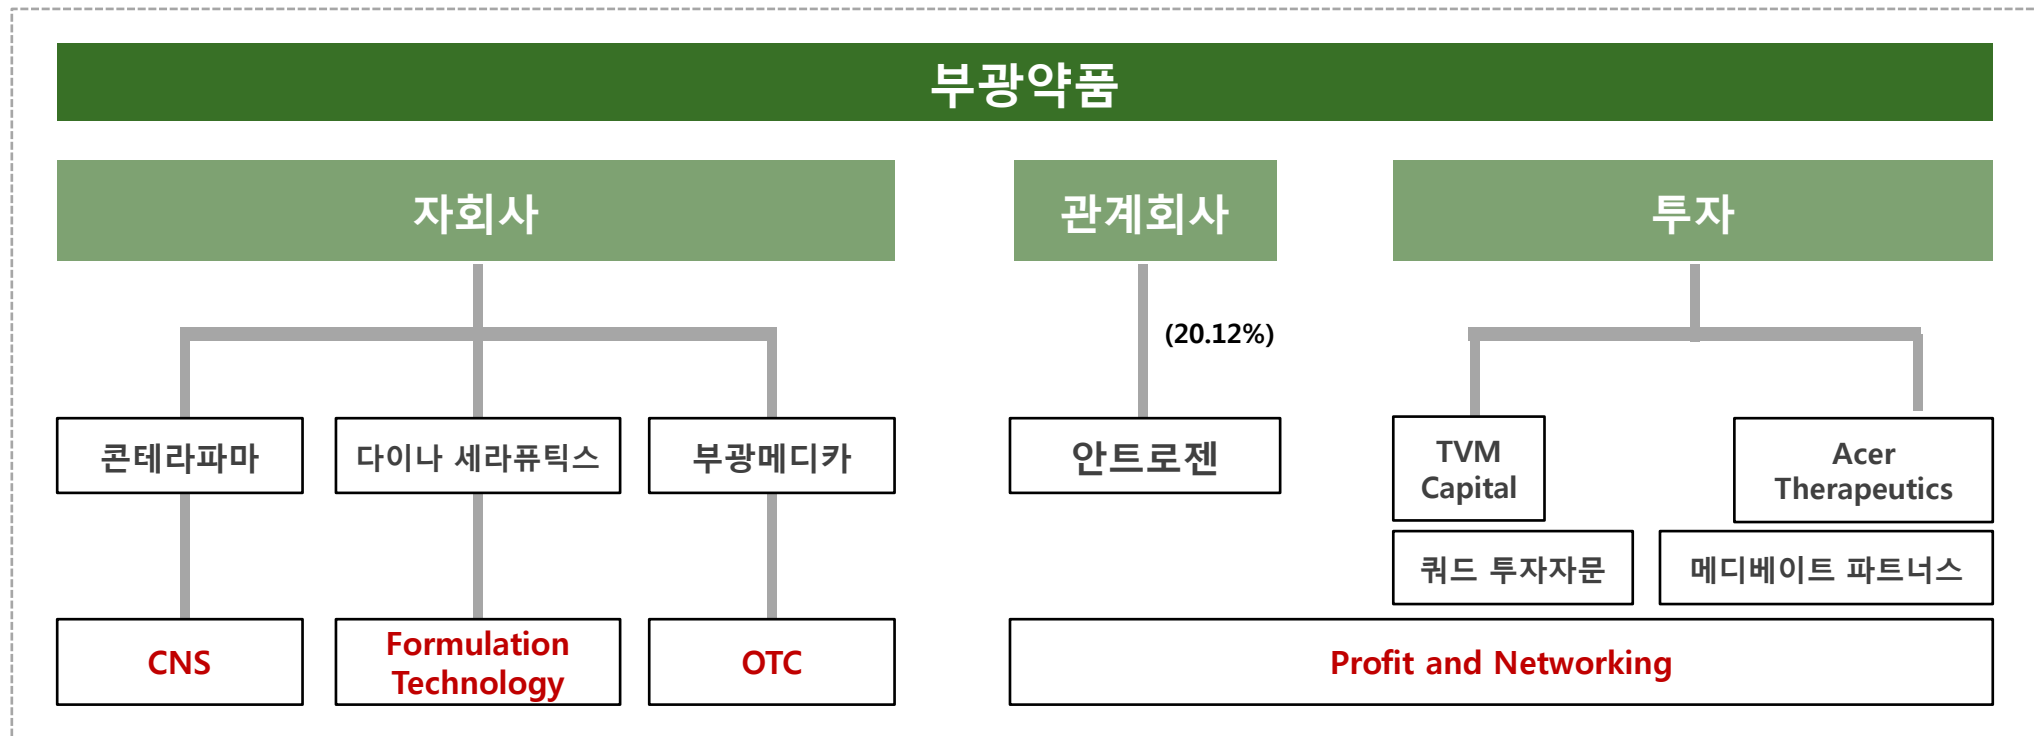 부광약품
자회사
관계회사
투자
(20.12%)
콘테라파마
다이나 세라퓨틱스
부광메디카
안트로젠
TVM
Capital
Acer
Therapeutics
쿼드 투자자문
메디베이트 파트너스
CNS
Formulation
Technology
OTC
Profit and Networking